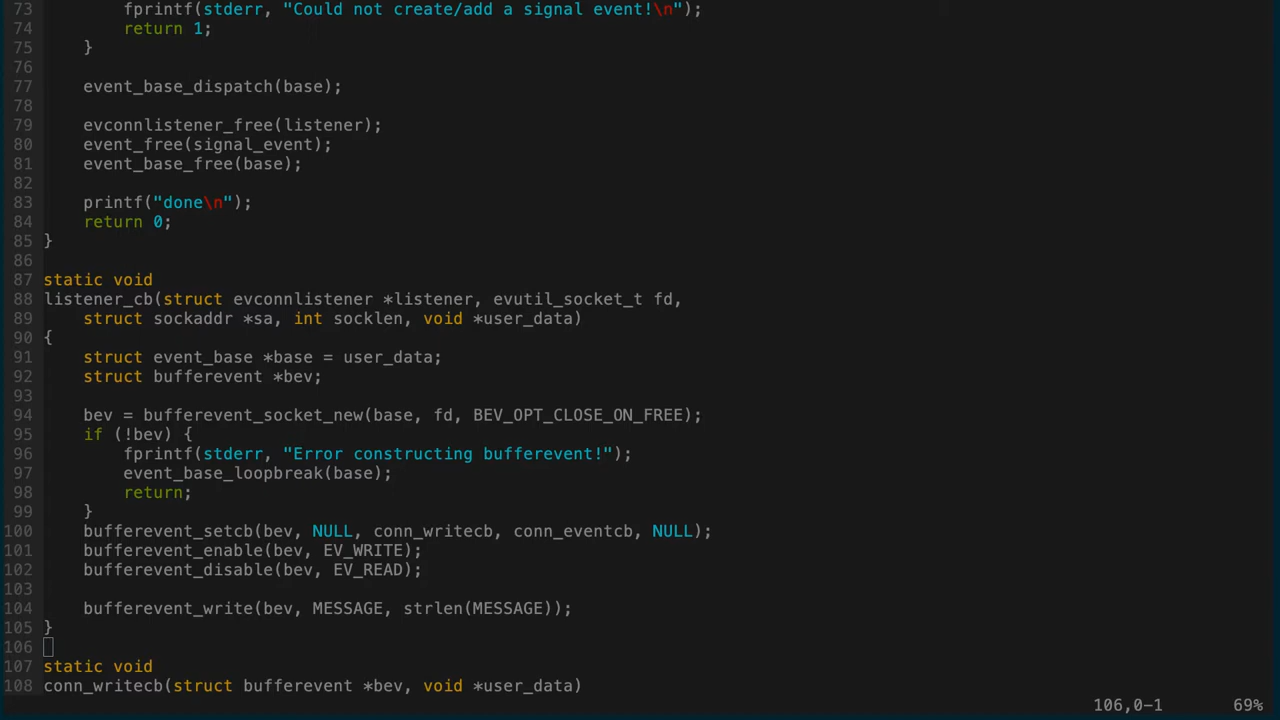 73         fprintf(stderr, "Could not create/add a signal event!\n");
74         return 1;
75     }
76
77     event_base_dispatch(base);
78
79     evconnlistener_free(listener);
80     event_free(signal_event);
81     event_base_free(base);
82
83     printf("done\n");
84     return 0;
85 }
86
87 static void
88 listener_cb(struct evconnlistener *listener, evutil_socket_t fd,
89     struct sockaddr *sa, int socklen, void *user_data)
90 {
91     struct event_base *base = user_data;
92     struct bufferevent *bev;
93
94     bev = bufferevent_socket_new(base, fd, BEV_OPT_CLOSE_ON_FREE);
95     if (!bev) {
96         fprintf(stderr, "Error constructing bufferevent!");
97         event_base_loopbreak(base);
98         return;
99     }
100     bufferevent_setcb(bev, NULL, conn_writecb, conn_eventcb, NULL);
101     bufferevent_enable(bev, EV_WRITE);
102     bufferevent_disable(bev, EV_READ);
103
104     bufferevent_write(bev, MESSAGE, strlen(MESSAGE));
105 }
106
107 static void
108 conn_writecb(struct bufferevent *bev, void *user_data)
106,0-1 69%